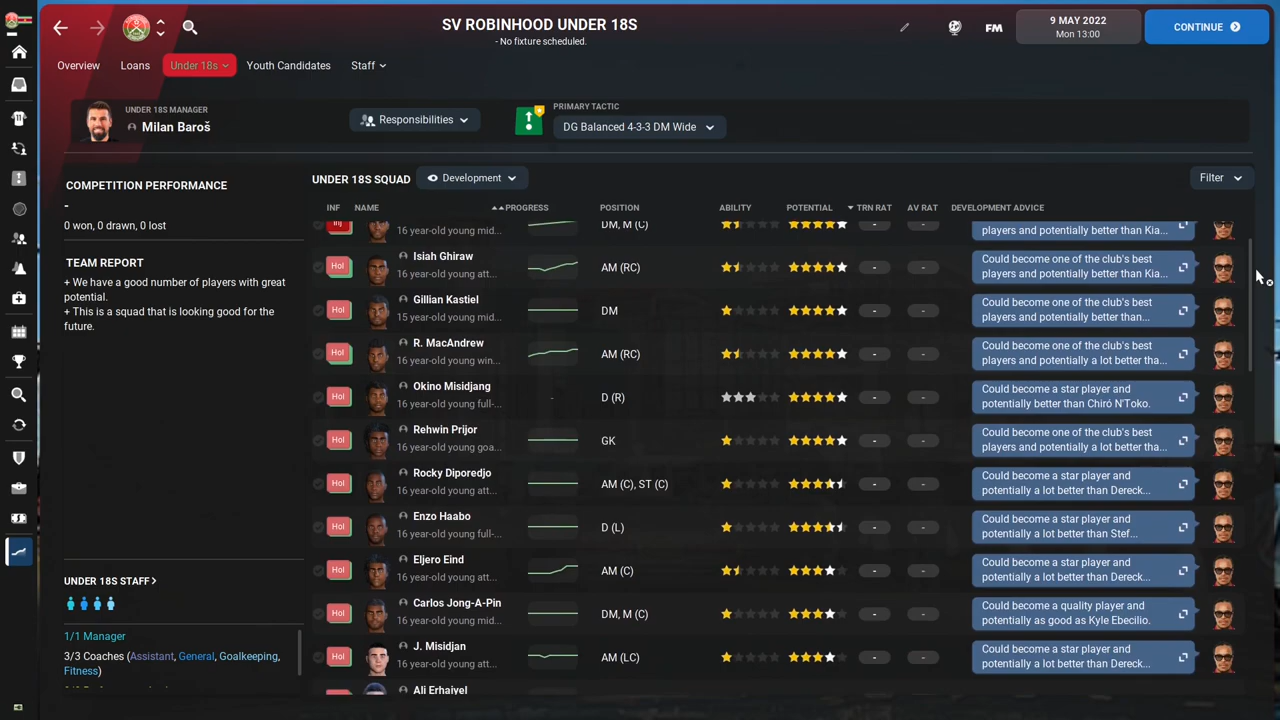 SV ROBINHOOD UNDER 18S
- No fixture scheduled.
FM
9 MAY 2022
Mon 13:00
CONTINUE
Overview
Loans
Under 18s
Youth Candidates
Staff
UNDER 18S MANAGER
Milan Baroš
Responsibilities
PRIMARY TACTIC
DG Balanced 4-3-3 DM Wide
COMPETITION PERFORMANCE
-
0 won, 0 drawn, 0 lost
TEAM REPORT
+ We have a good number of players with great
potential.
+ This is a squad that is looking good for the
future.
UNDER 18S STAFF
1/1 Manager
3/3 Coaches (Assistant, General, Goalkeeping,
Fitness)
UNDER 18S SQUAD
Development
Filter
INF NAME PROGRESS POSITION ABILITY POTENTIAL TRN RAT AV RAT DEVELOPMENT ADVICE
Inj 16 year-old young mid... DM, M (C) - - players and potentially better than Kia...
Isiah Ghiraw
Hol 16 year-old young att... AM (RC) - - Could become one of the club's best
players and potentially better than Kia...
Gillian Kastiel
Hol 15 year-old young mid... DM - - Could become one of the club's best
players and potentially better than...
R. MacAndrew
Hol 16 year-old young win... AM (RC) - - Could become one of the club's best
players and potentially a lot better tha...
Okino Misidjang
Hol 16 year-old young full-... - D (R) - - Could become a star player and
potentially better than Chiró N'Toko.
Rehwin Prijor
Hol 16 year-old young goa... GK - - Could become one of the club's best
players and potentially a lot better tha...
Rocky Diporedjo
Hol 16 year-old young att... AM (C), ST (C) - - Could become a star player and
potentially a lot better than Dereck...
Enzo Haabo
Hol 16 year-old young full-... D (L) - - Could become a star player and
potentially a lot better than Stef...
Eljero Eind
Hol 16 year-old young att... AM (C) - - Could become a star player and
potentially a lot better than Dereck...
Carlos Jong-A-Pin
Hol 16 year-old young mid... DM, M (C) - - Could become a quality player and
potentially as good as Kyle Ebecilio.
J. Misidjan
Hol 16 year-old young att... AM (LC) - - Could become a star player and
potentially a lot better than Dereck...
Ali Erhaiyel